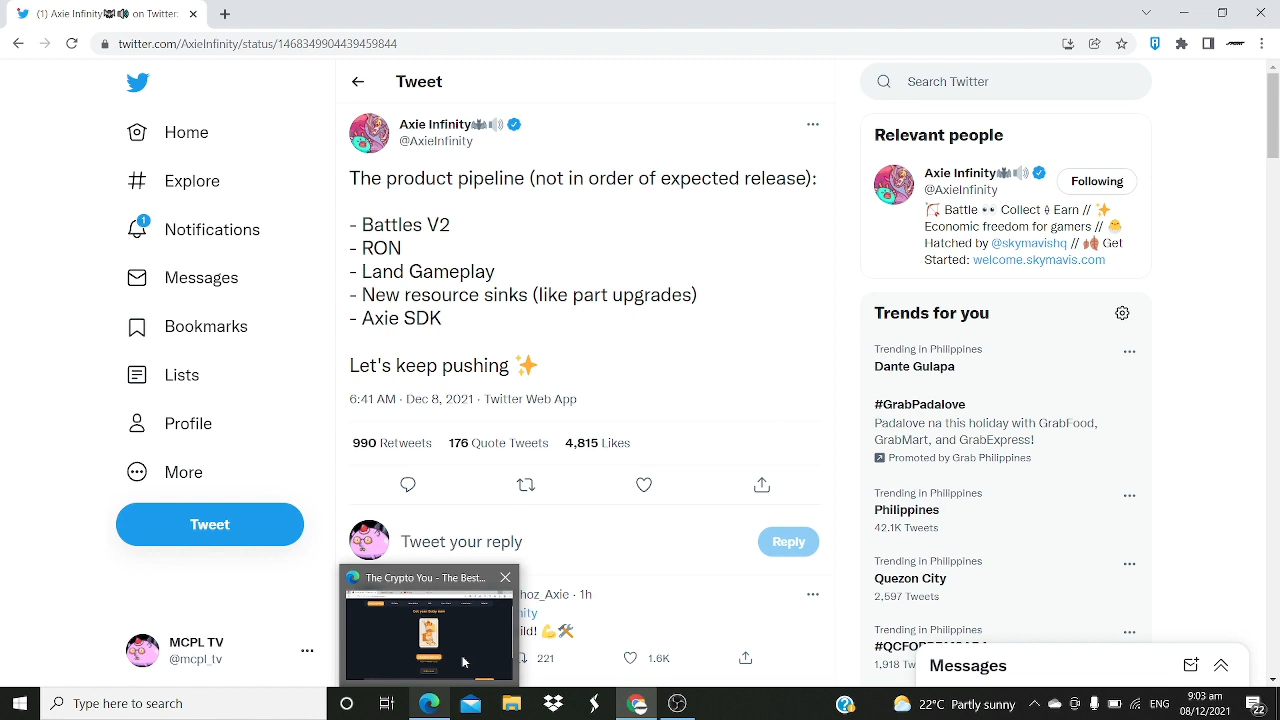 (1) Axie Infinity🦇🔊 on Twitter:
twitter.com/AxieInfinity/status/1468349904439459844
Home
Explore
1
Notifications
Messages
Bookmarks
Lists
Profile
More
Tweet
MCPL TV
@mcpl_tv
Tweet
Axie Infinity🦇🔊
@AxieInfinity
The product pipeline (not in order of expected release):
- Battles V2
- RON
- Land Gameplay
- New resource sinks (like part upgrades)
- Axie SDK
Let's keep pushing ✨
6:41 AM · Dec 8, 2021 · Twitter Web App
990 Retweets 176 Quote Tweets 4,815 Likes
Tweet your reply
Reply
The Crypto You - The Best...
hoz_Axie · 1h
nity
ild! 💪🛠
221
1.6K
Search Twitter
Relevant people
Axie Infinity🦇🔊
@AxieInfinity
Following
🏹 Battle 👀 Collect ⚱ Earn // ✨
Economic freedom for gamers // 🐣
Hatched by @skymavishq // 👂 Get
Started: welcome.skymavis.com
Trends for you
Trending in Philippines
Dante Gulapa
#GrabPadalove
Padalove na this holiday with GrabFood,
GrabMart, and GrabExpress!
Promoted by Grab Philippines
Trending in Philippines
Philippines
42.1K Tweets
Trending in Philippines
Quezon City
2,597 Tweets
Trending in Philippines
1,918 Tw
Messages
Type here to search
22°C Partly sunny
9:03 am
08/12/2021
22